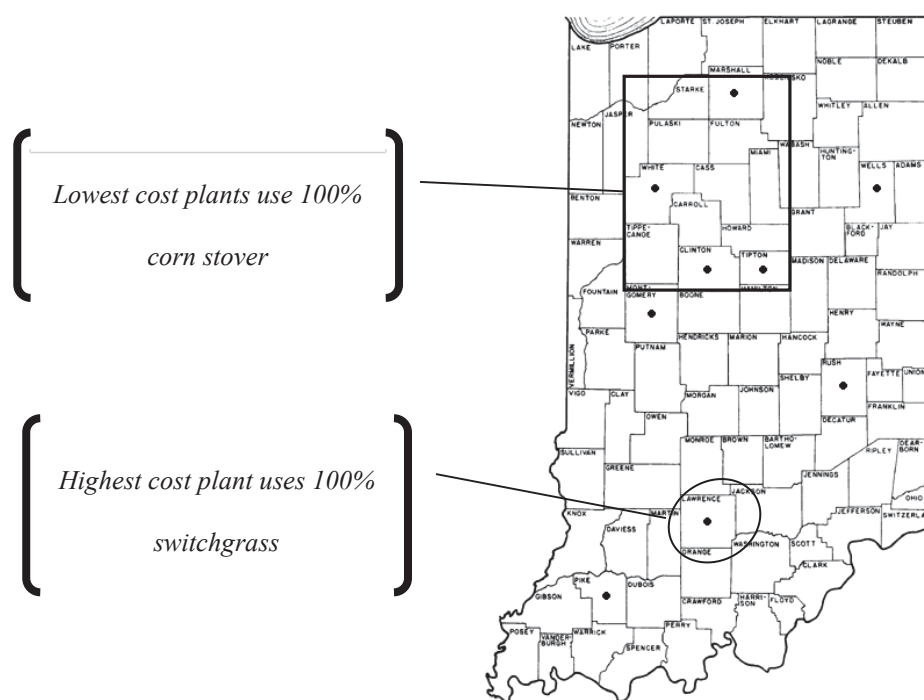 Lowest cost plants use 100%
corn stover
Highest cost plant uses 100%
switchgrass
LAPORTE
ST. JOSEPH
ELKHART
LAGRANGE
STEUBEN
LAKE
PORTER
NOBLE
DEKALB
MARSHALL
STARKE
WHITLEY
ALLEN
JASPER
NEWTON
PULASKI
FULTON
WABASH
HUNTING-
TON
MIAMI
WHITE
CASS
WELLS
ADAMS
BENTON
CARROLL
GRANT
TIPPE-
CANOE
HOWARD
BLACK-
FORD
JAY
WARREN
CLINTON
TIPTON
MADISON
DELAWARE
RANDOLPH
FOUNTAIN
MONT-
GOMERY
BOONE
HAMILTON
HENRY
WAYNE
PARKE
VERMILLION
PUTNAM
HENDRICKS
MARION
HANCOCK
RUSH
FAYETTE
UNION
SHELBY
VIGO
CLAY
MORGAN
JOHNSON
FRANKLIN
OWEN
DECATUR
MONROE
BROWN
BARTHO-
LOMEW
DEAR-
BORN
RIPLEY
SULLIVAN
GREENE
JENNINGS
LAWRENCE
JACKSON
OHIO
KNOX
DAVIESS
MARTIN
JEFFERSON
SWITZERLA
ORANGE
WASHINGTON
SCOTT
CLARK
PIKE
DUBOIS
GIBSON
CRAWFORD
HARRI-
SON
FLOYD
POSEY
VANDER-
BURGH
WARRICK
PERRY
SPENCER